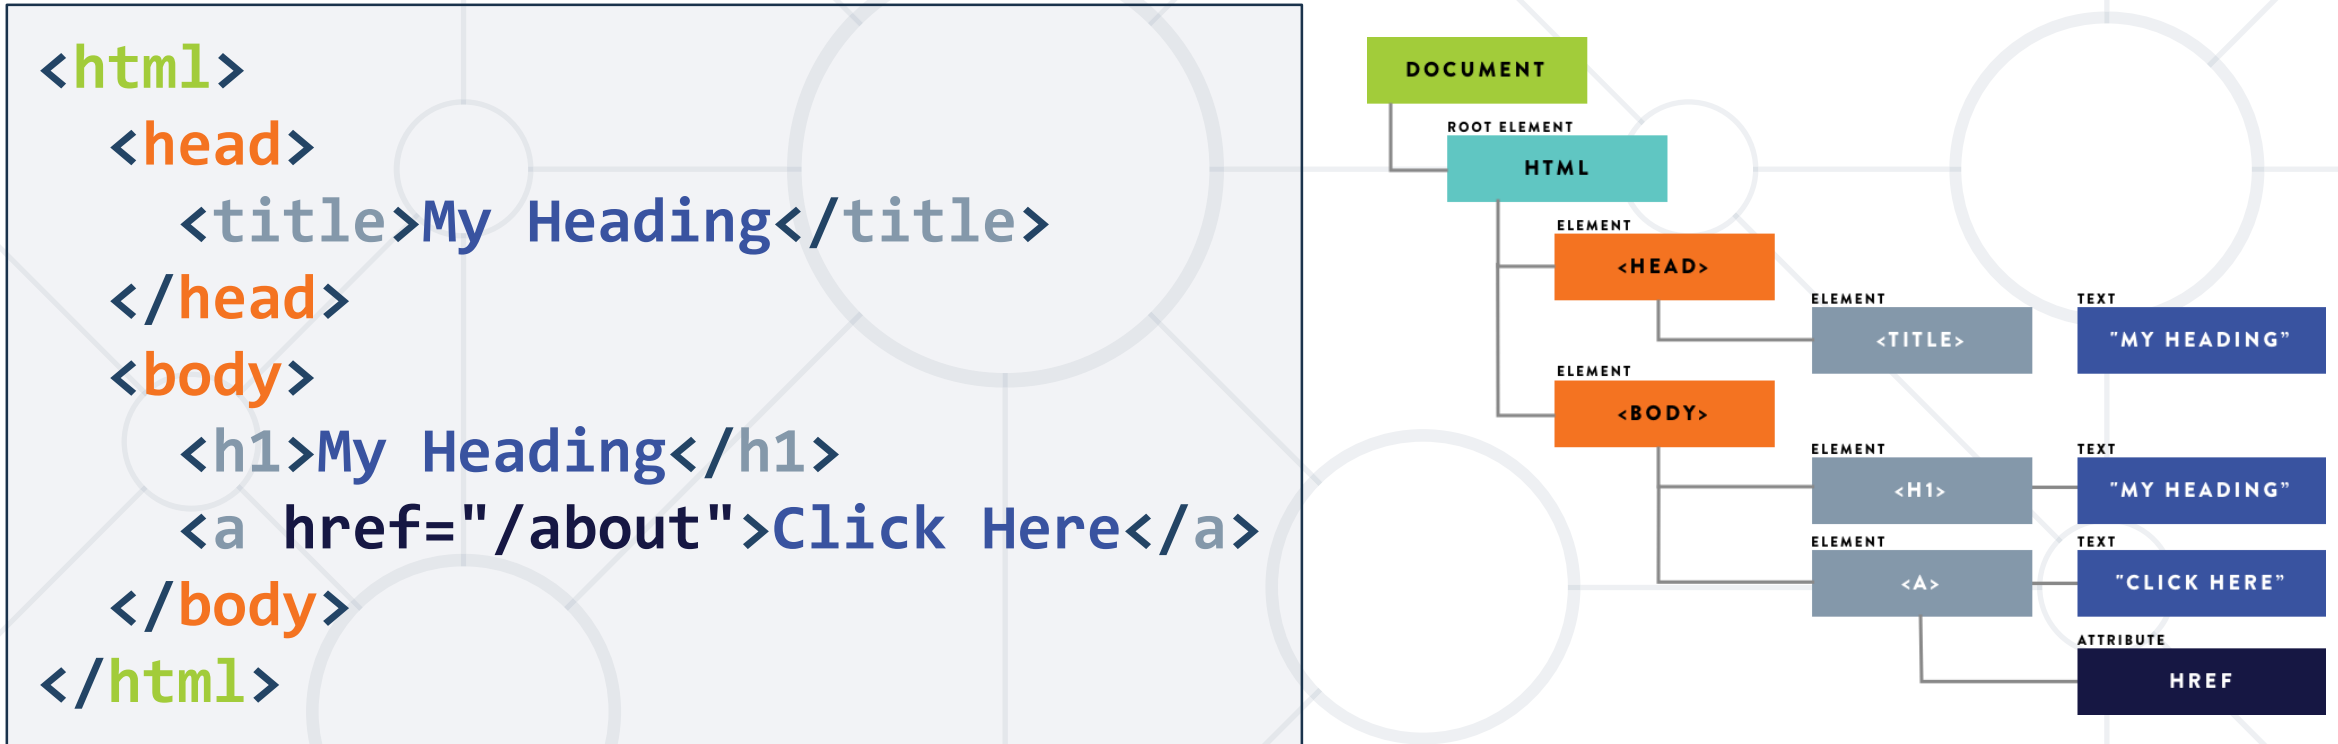 <html>
<head>
<title>My Heading</title>
</head>
<body>
<h1>My Heading</h1>
<a href="/about">Click Here</a>
</body>
</html>
DOCUMENT
ROOT ELEMENT
HTML
ELEMENT
<HEAD>
ELEMENT
<TITLE>
TEXT
"MY HEADING"
ELEMENT
<BODY>
ELEMENT
<H1>
TEXT
"MY HEADING"
ELEMENT
<A>
TEXT
"CLICK HERE"
ATTRIBUTE
HREF